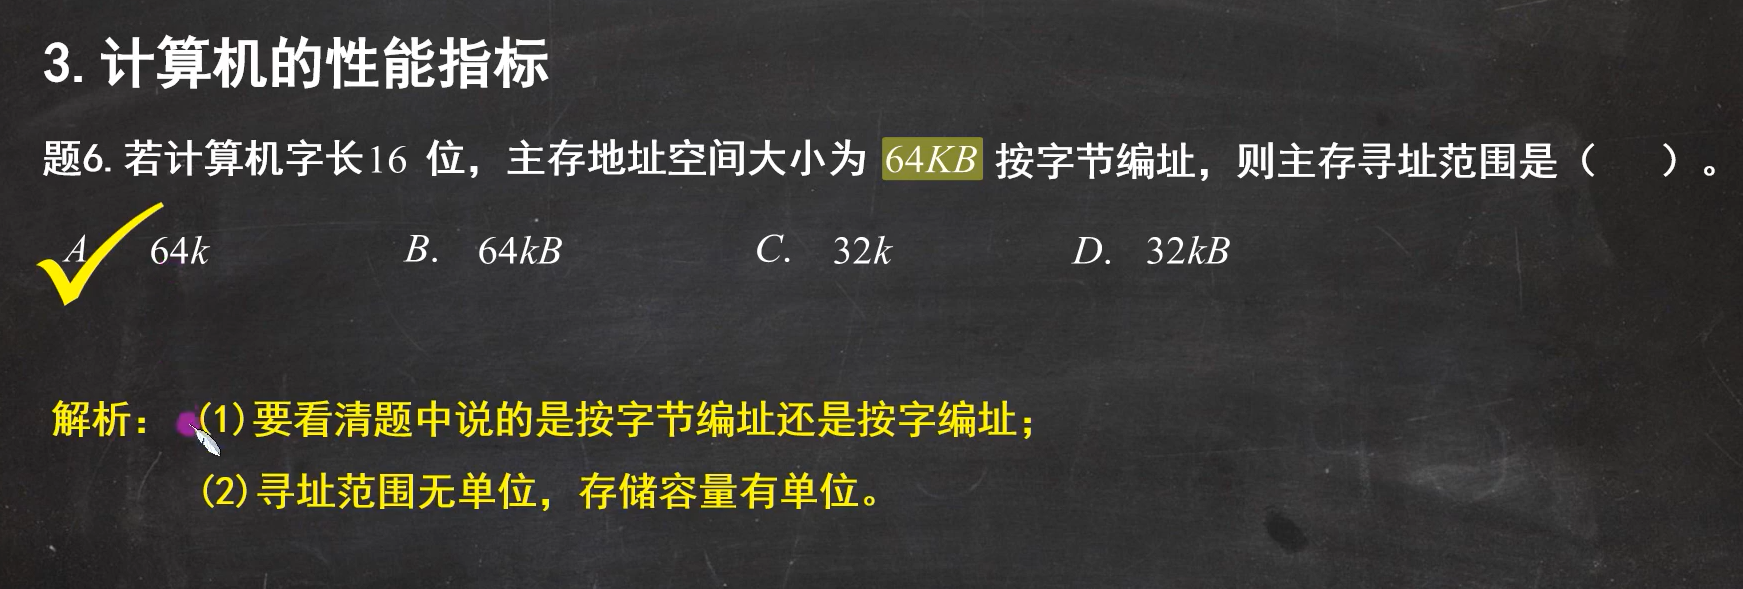 3. 计算机的性能指标
题6. 若计算机字长16 位，主存地址空间大小为 64KB 按字节编址，则主存寻址范围是（ ）。
A 64k B. 64kB C. 32k D. 32kB
解析： (1)要看清题中说的是按字节编址还是按字编址；
(2)寻址范围无单位，存储容量有单位。